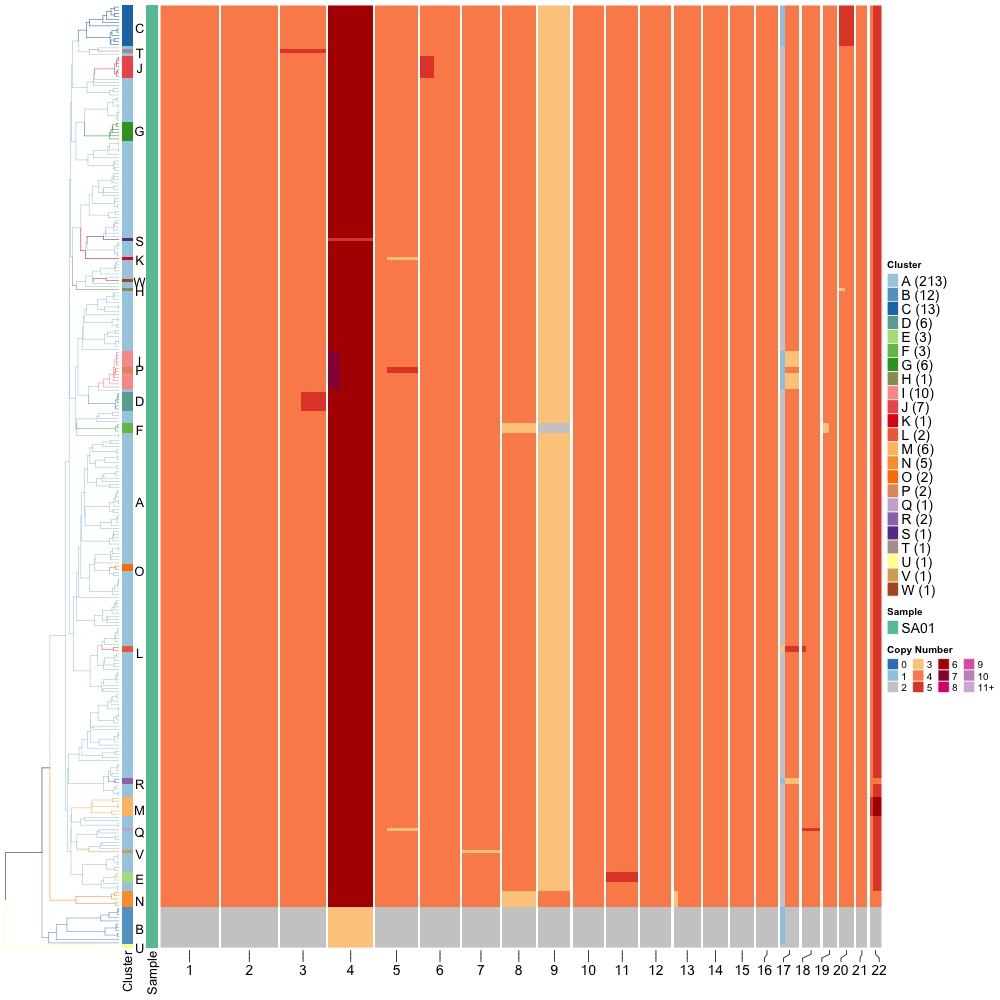 C
T
J
G
S
K
W
H
I
P
D
F
A
O
L
R
M
Q
V
E
N
B
U
Cluster
Sample
1 2 3 4 5 6 7 8 9 10 11 12 13 14 15 16 17 18 19 20 21 22
Cluster
A (213)
B (12)
C (13)
D (6)
E (3)
F (3)
G (6)
H (1)
I (10)
J (7)
K (1)
L (2)
M (6)
N (5)
O (2)
P (2)
Q (1)
R (2)
S (1)
T (1)
U (1)
V (1)
W (1)
Sample
SA01
Copy Number
0 3 6 9
1 4 7 10
2 5 8 11+